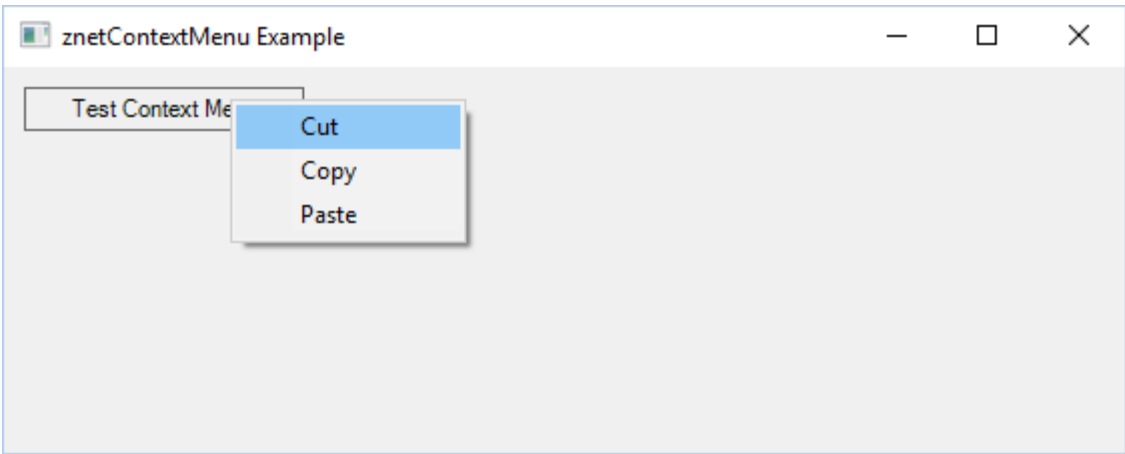 znetContextMenu Example
Test Context Me
Cut
Copy
Paste